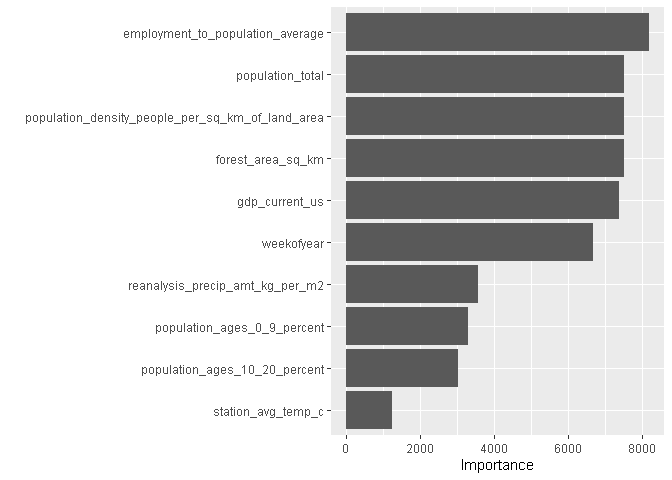 employment_to_population_average
population_total
population_density_people_per_sq_km_of_land_area
forest_area_sq_km
gdp_current_us
weekofyear
reanalysis_precip_amt_kg_per_m2
population_ages_0_9_percent
population_ages_10_20_percent
station_avg_temp_c
0 2000 4000 6000 8000
Importance